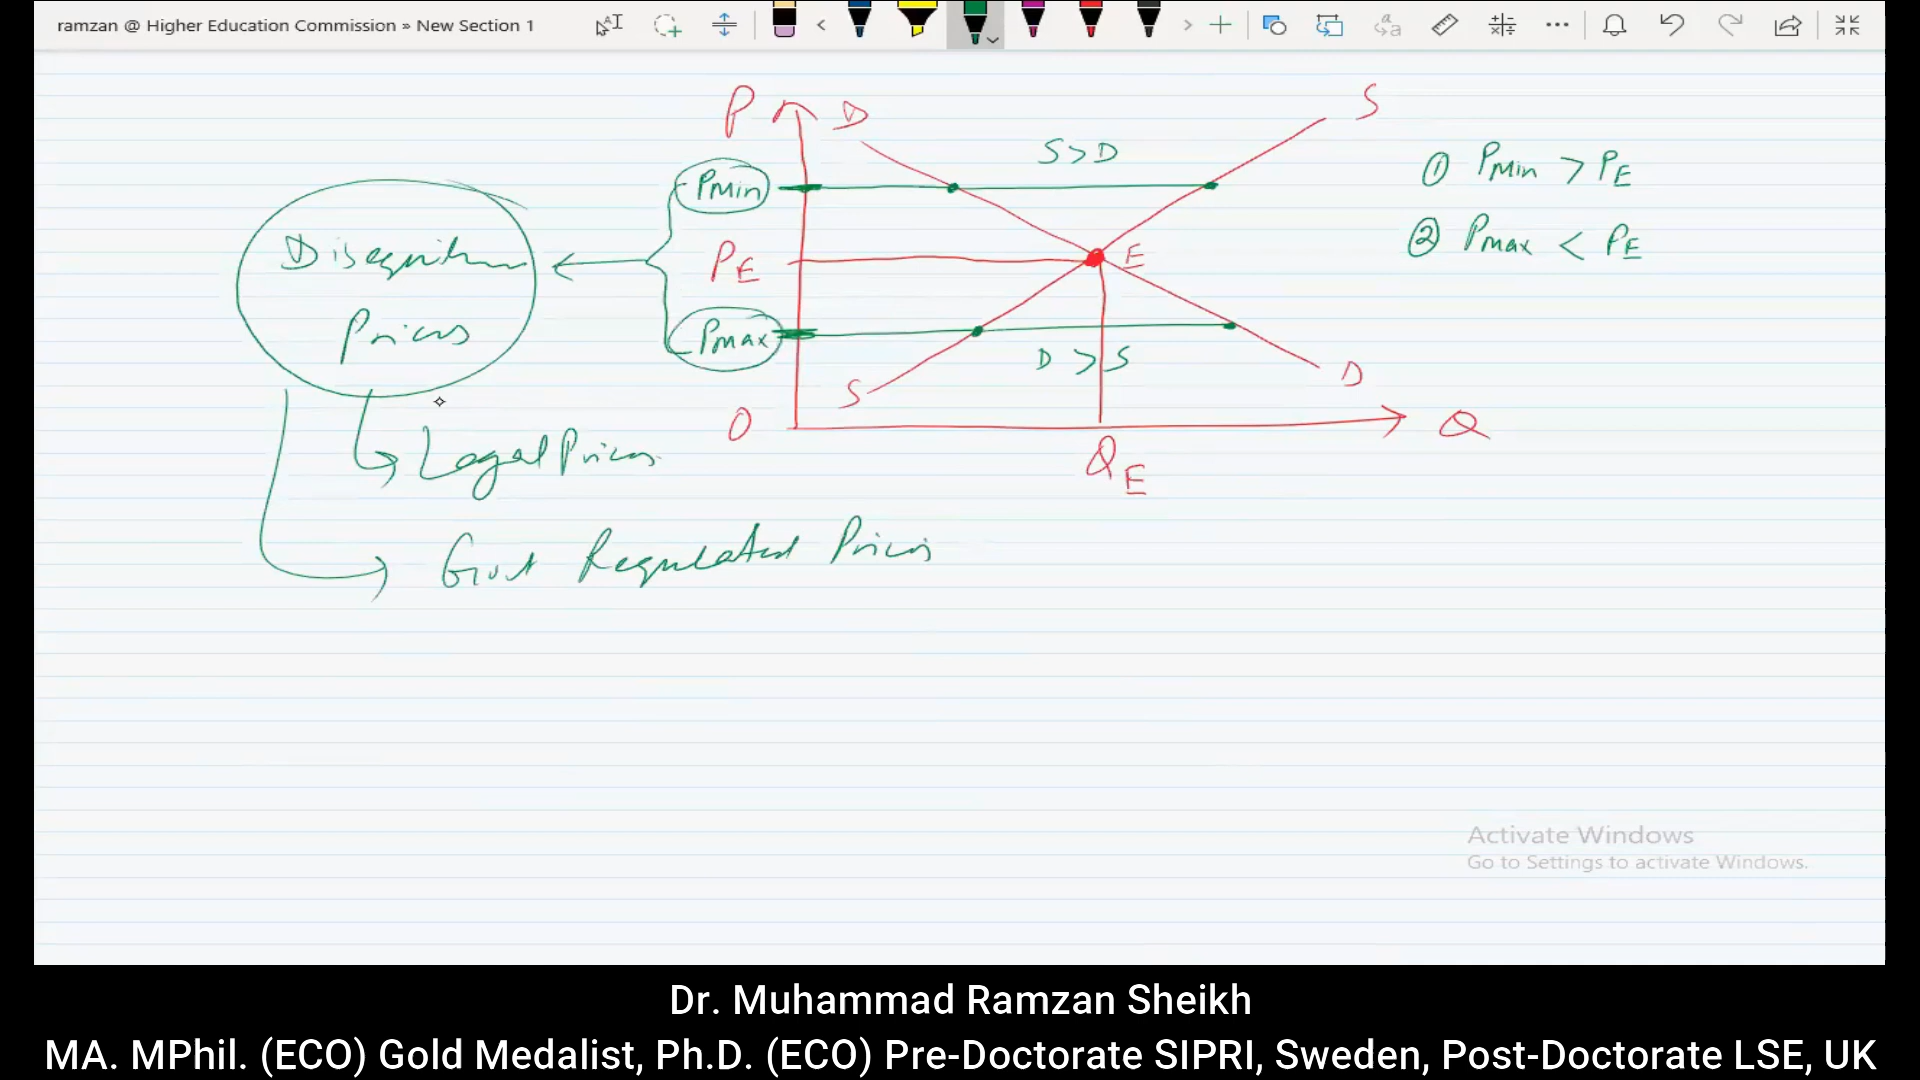 ramzan @ Higher Education Commission » New Section 1
P
D
S
S>D
PMin
① PMin > PE
PE
E
② Pmax < PE
Prices
Pmax
D > S
S
D
O
Q
Legal Prices
QE
Govt Regulated Prices
Activate Windows
Go to Settings to activate Windows.
Dr. Muhammad Ramzan Sheikh
MA. MPhil. (ECO) Gold Medalist, Ph.D. (ECO) Pre-Doctorate SIPRI, Sweden, Post-Doctorate LSE, UK